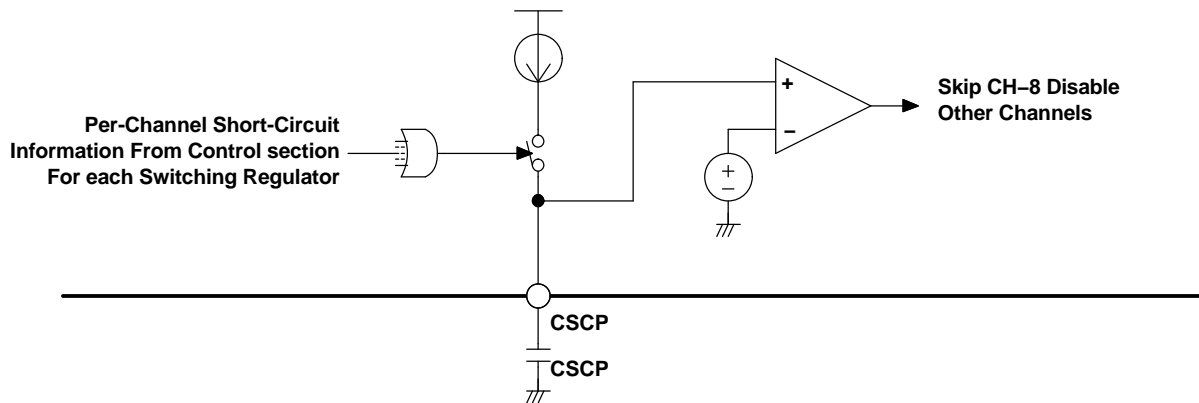 Per-Channel Short-Circuit
Information From Control section
For each Switching Regulator
+
−
Skip CH−8 Disable
Other Channels
+
−
CSCP
CSCP